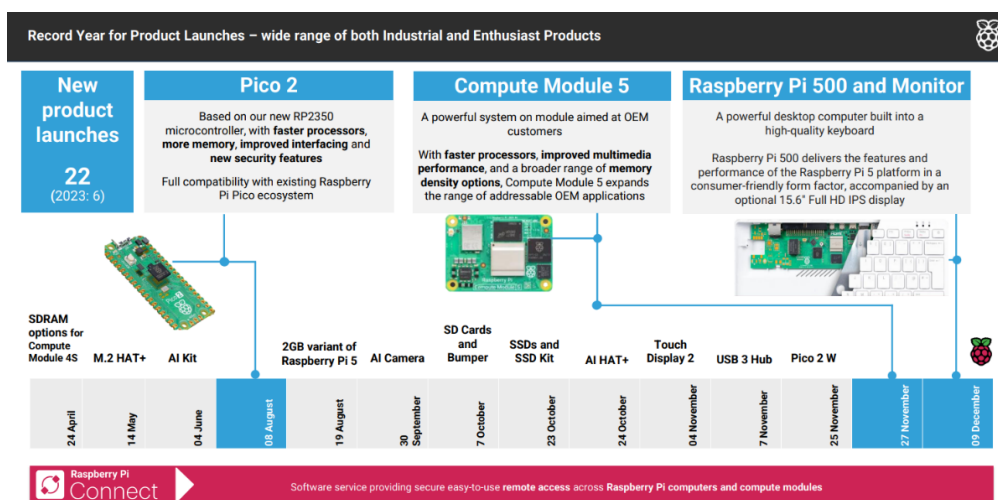 Record Year for Product Launches – wide range of both Industrial and Enthusiast Products
New
product
launches
22
(2023: 6)
Pico 2
Based on our new RP2350
microcontroller, with faster processors,
more memory, improved interfacing and
new security features
Full compatibility with existing Raspberry
Pi Pico ecosystem
Compute Module 5
A powerful system on module aimed at OEM
customers
With faster processors, improved multimedia
performance, and a broader range of memory
density options, Compute Module 5 expands
the range of addressable OEM applications
Raspberry Pi 500 and Monitor
A powerful desktop computer built into a
high-quality keyboard
Raspberry Pi 500 delivers the features and
performance of the Raspberry Pi 5 platform in a
consumer-friendly form factor, accompanied by an
optional 15.6" Full HD IPS display
Pico 2
Raspberry Pi
Compute Module 5
SDRAM
options for
Compute
Module 4S
M.2 HAT+
AI Kit
2GB variant of
Raspberry Pi 5
AI Camera
SD Cards
and
Bumper
SSDs and
SSD Kit
AI HAT+
Touch
Display 2
USB 3 Hub
Pico 2 W
24 April
14 May
04 June
08 August
19 August
30
September
7 October
23 October
24 October
04 November
7 November
25 November
27 November
09 December
Raspberry Pi
Connect
Software service providing secure easy-to-use remote access across Raspberry Pi computers and compute modules